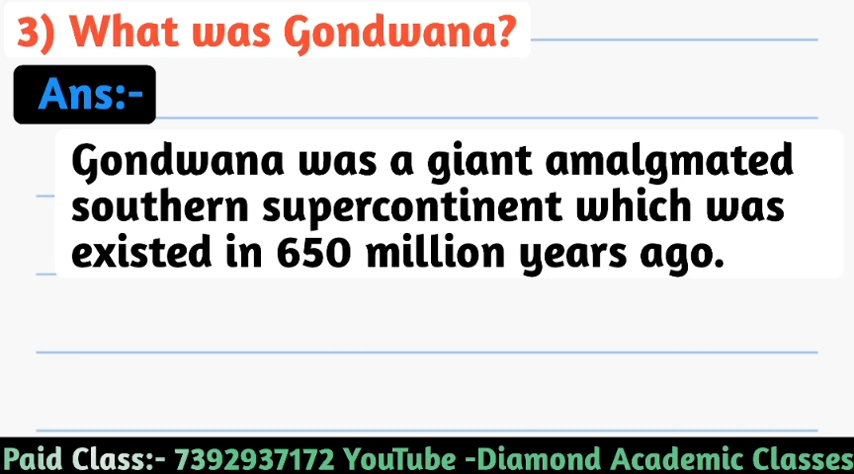 3) What was Gondwana?
Ans:-
Gondwana was a giant amalgmated
southern supercontinent which was
existed in 650 million years ago.
Paid Class:- 7392937172 YouTube -Diamond Academic Classes